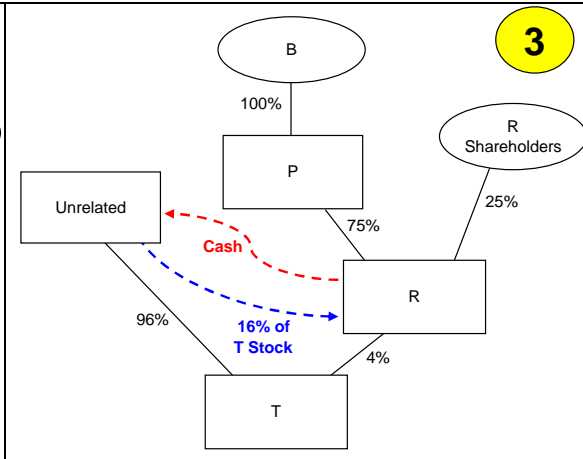 3
B
100%
R
Shareholders
P
Unrelated
25%
75%
Cash
R
96%
16% of
T Stock
4%
T